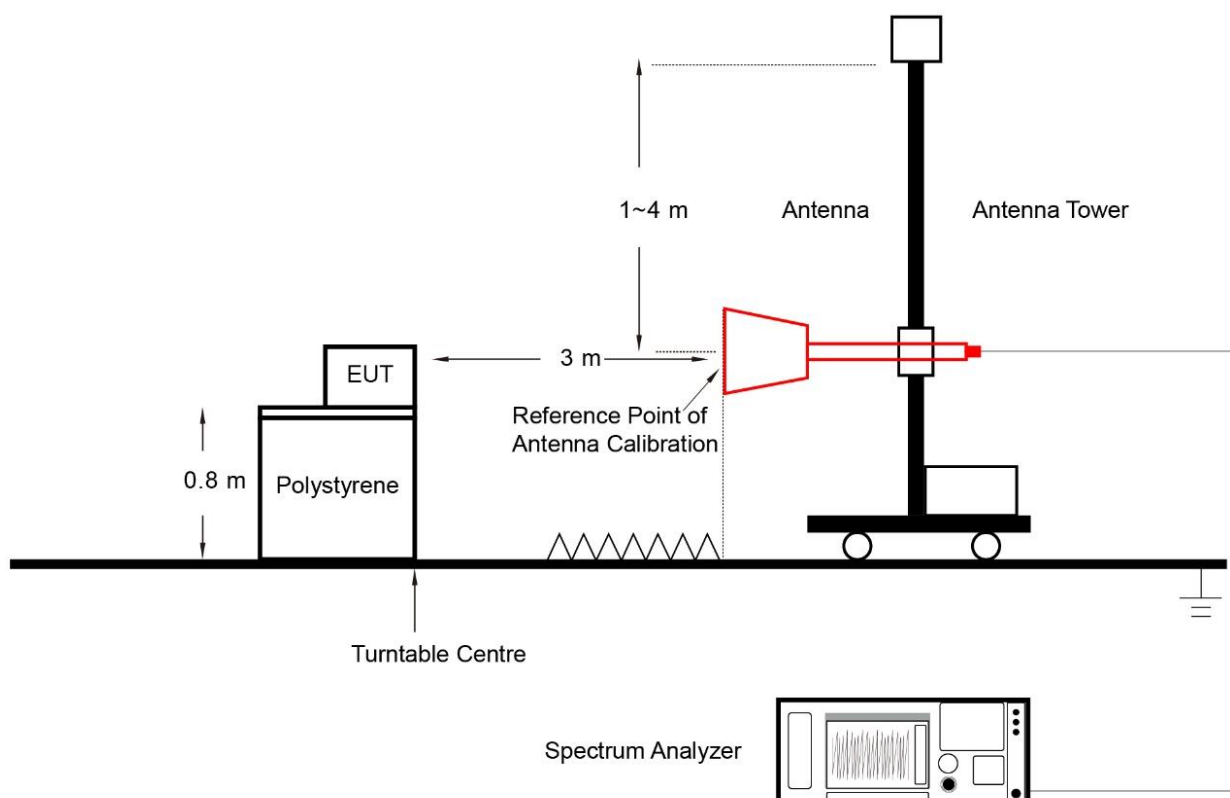 1~4 m
Antenna
Antenna Tower
3 m
EUT
Reference Point of
Antenna Calibration
0.8 m
Polystyrene
Turntable Centre
Spectrum Analyzer